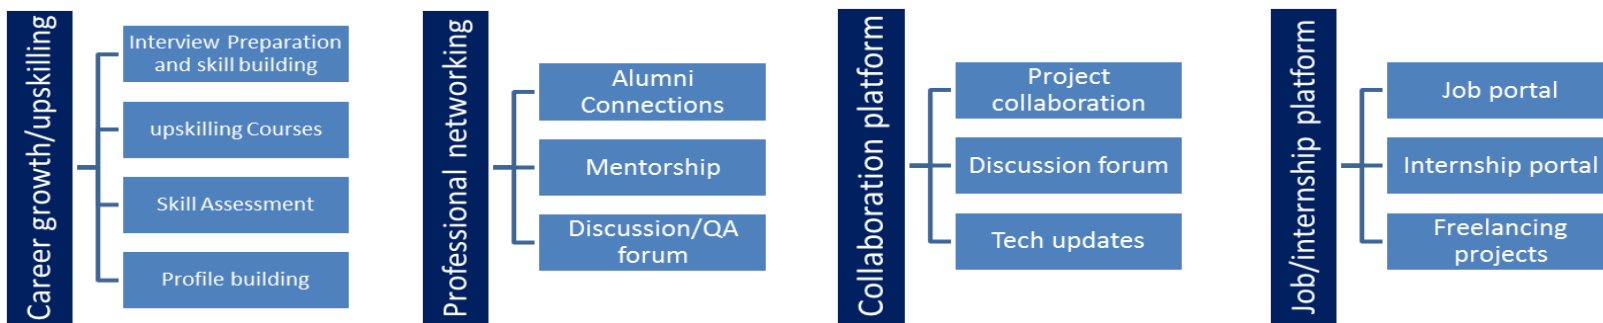 Career growth/upskilling
Interview Preparation
and skill building
upskilling Courses
Skill Assessment
Profile building
Professional networking
Alumni
Connections
Mentorship
Discussion/QA
forum
Collaboration platform
Project
collaboration
Discussion forum
Tech updates
Job/internship platform
Job portal
Internship portal
Freelancing
projects